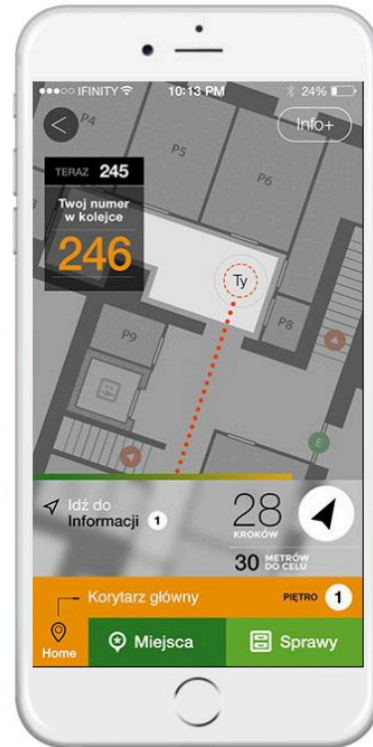 IFINITY 10:13 PM 24%
P4
P5
P6
Info+
TERAZ 245
Twoj numer
w kolejce
246
Ty
P8
P9
E
Idź do
Informacji 1
28
KROKÓW
30 METRÓW
DO CELU
Korytarz główny PIĘTRO 1
Home Miejsca Sprawy